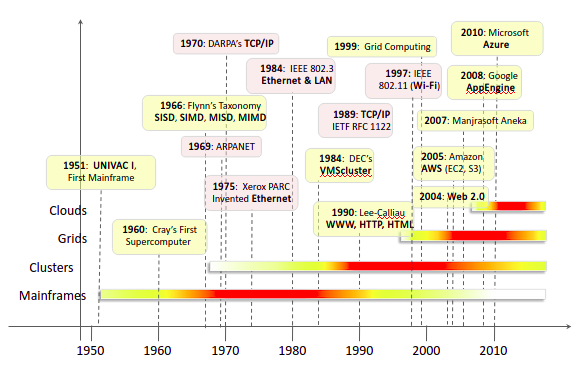 2010: Microsoft
Azure
1970: DARPA's TCP/IP
1999: Grid Computing
1984: IEEE 802.3
Ethernet & LAN
1997: IEEE
802.11 (Wi-Fi)
2008: Google
AppEngine
1966: Flynn's Taxonomy
SISD, SIMD, MISD, MIMD
1989: TCP/IP
IETF RFC 1122
2007: Manjrasoft Aneka
1969: ARPANET
1984: DEC's
VMScluster
2005: Amazon
AWS (EC2, S3)
1951: UNIVAC I,
First Mainframe
1975: Xerox PARC
Invented Ethernet
2004: Web 2.0
1990: Lee-Calliau
WWW, HTTP, HTML
1960: Cray's First
Supercomputer
Clouds
Grids
Clusters
Mainframes
1950 1960 1970 1980 1990 2000 2010